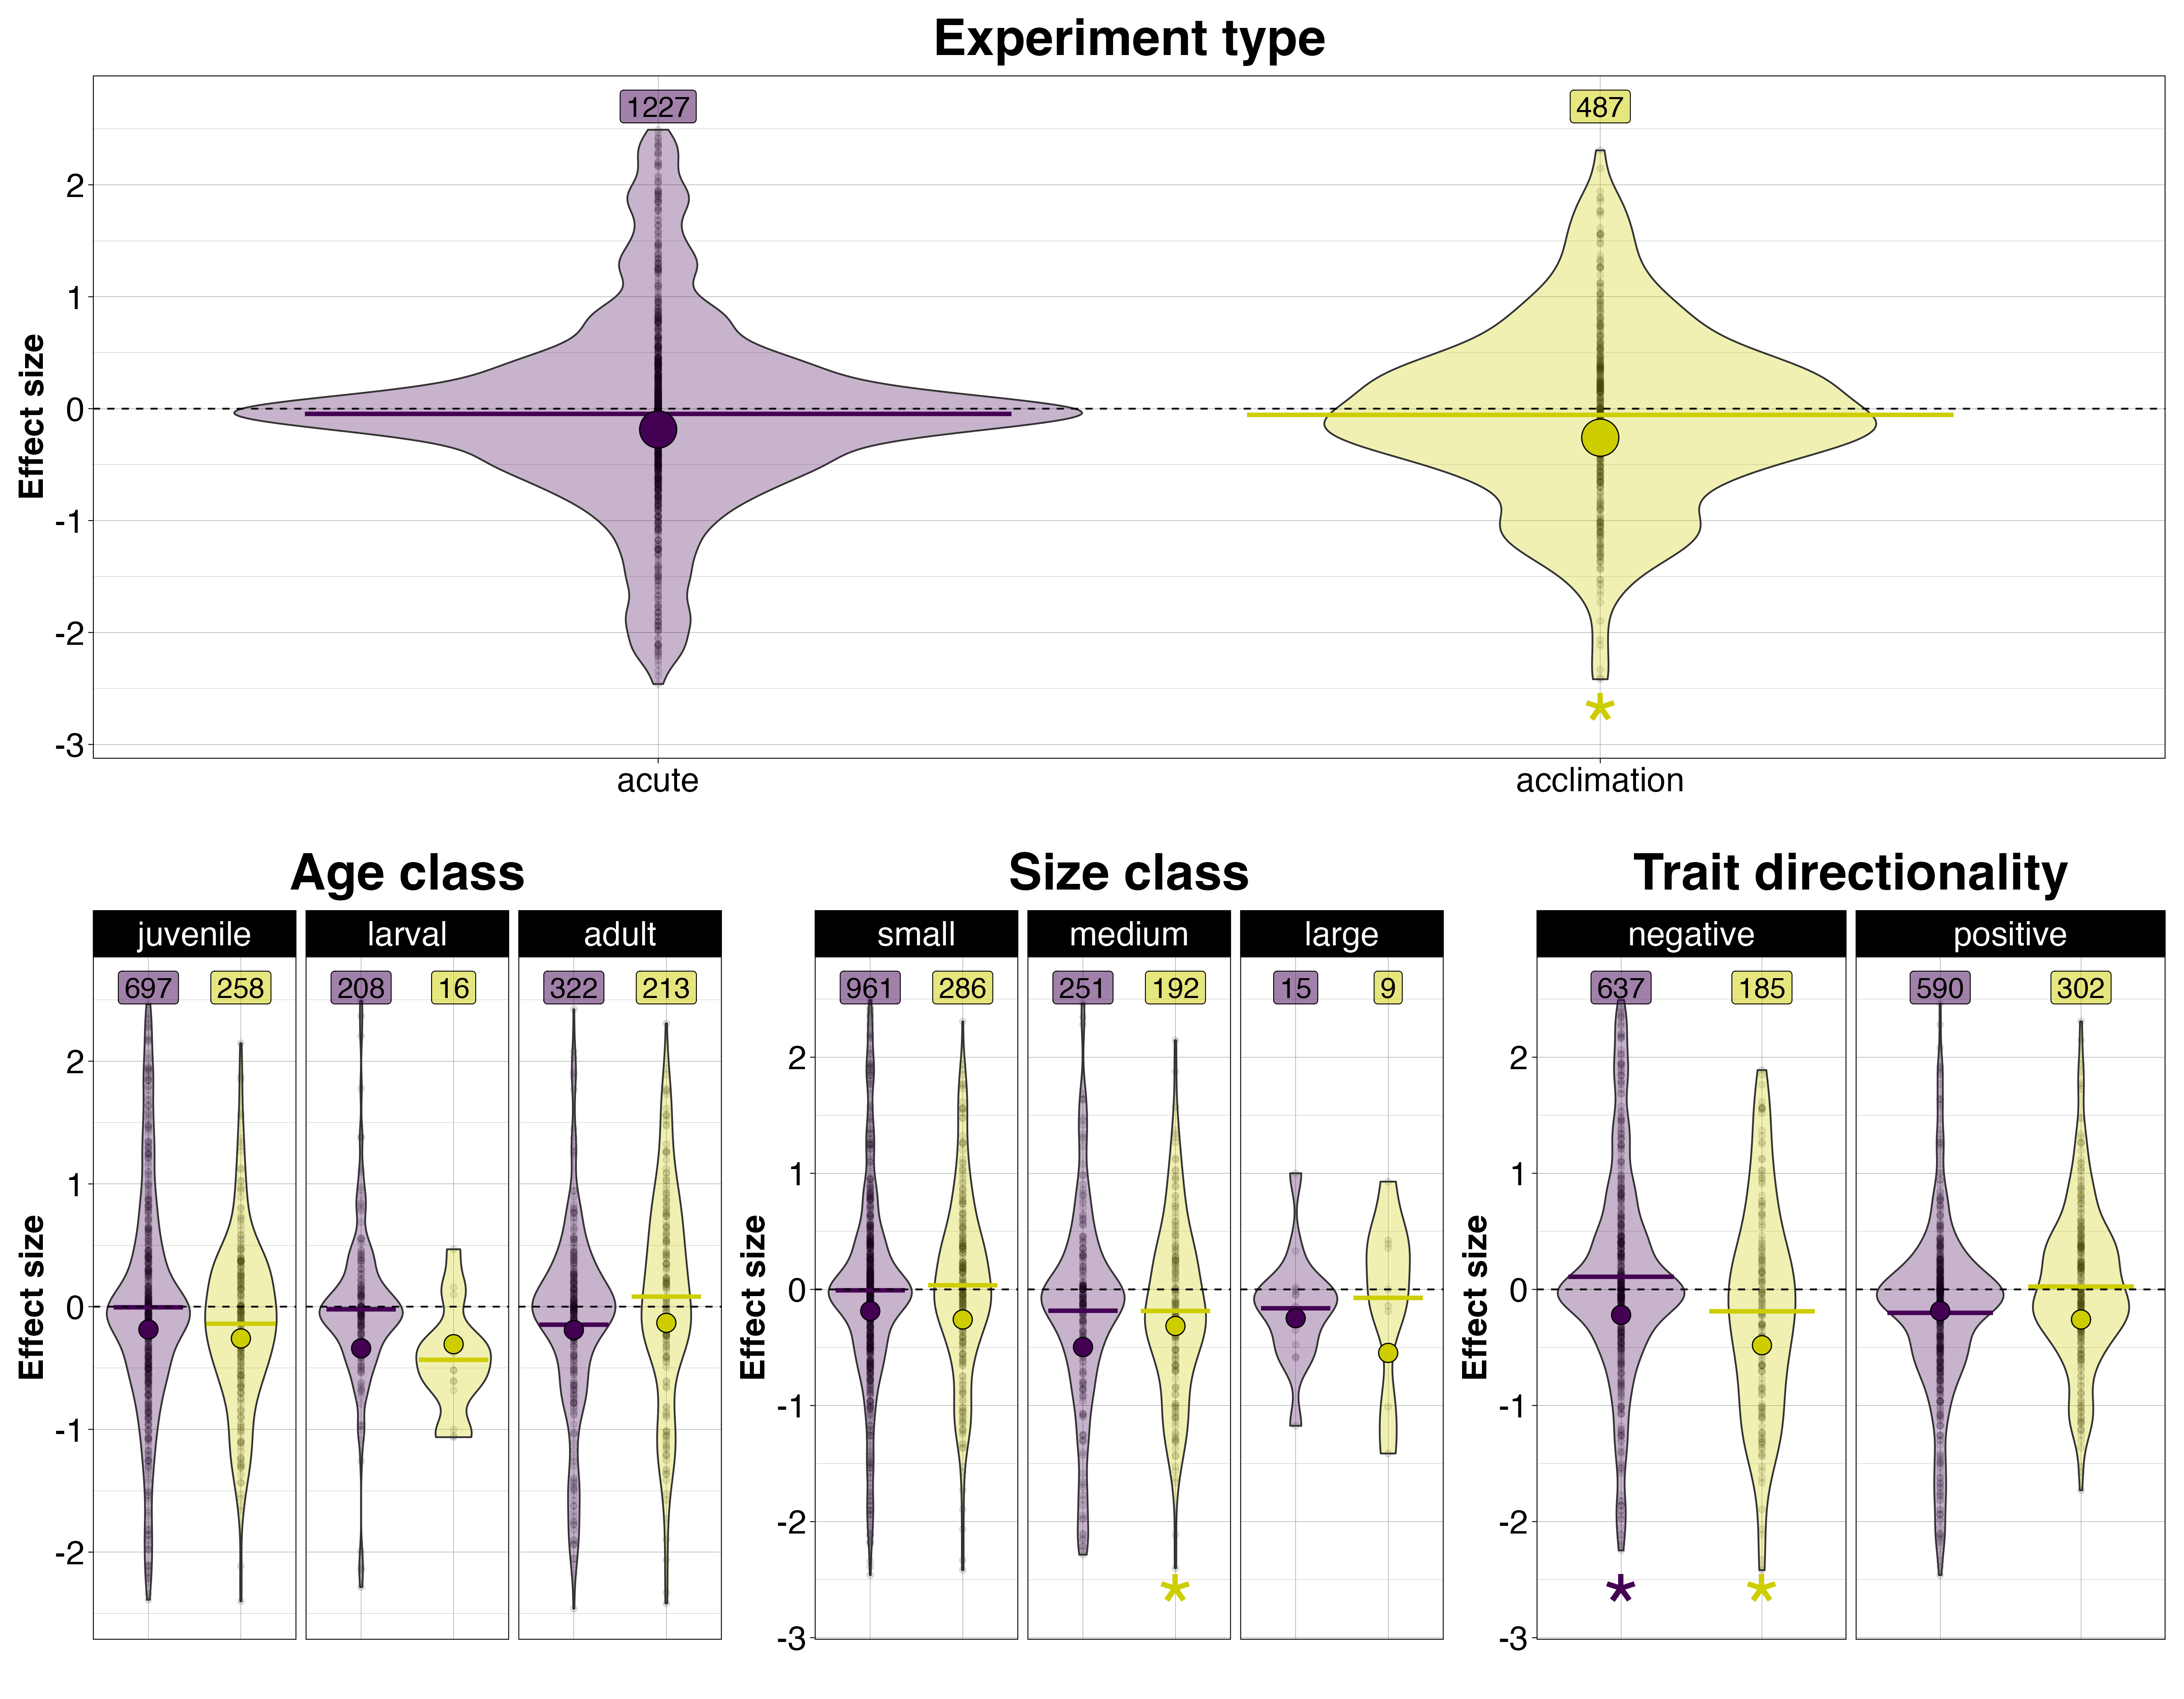 Experiment type
1227
487
Effect size
2
1
0
-1
-2
-3
*
acute
acclimation
Age class
Size class
Trait directionality
juvenile
larval
adult
697
258
208
16
322
213
Effect size
2
1
0
-1
-2
small
medium
large
961
286
251
192
15
9
Effect size
2
1
0
-1
-2
-3
*
negative
positive
637
185
590
302
Effect size
2
1
0
-1
-2
-3
*
*